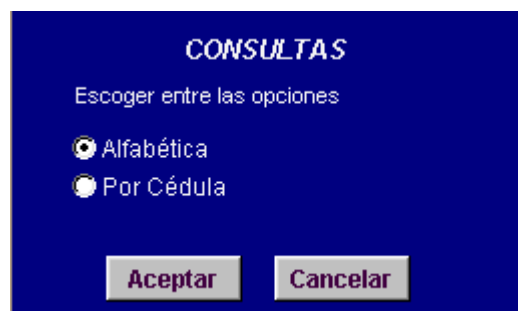 CONSULTAS
Escoger entre las opciones
Alfabética
Por Cédula
Aceptar Cancelar